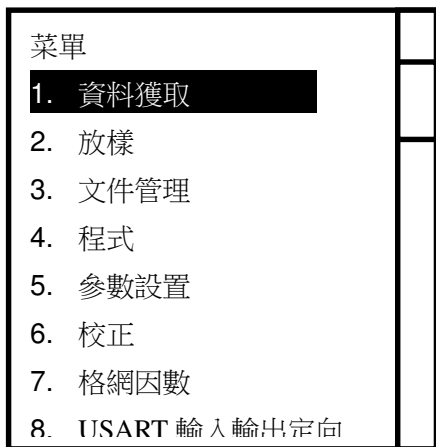 菜單
1. 資料獲取
2. 放樣
3. 文件管理
4. 程式
5. 參數設置
6. 校正
7. 格網因數
8. USART 輸入輸出定向